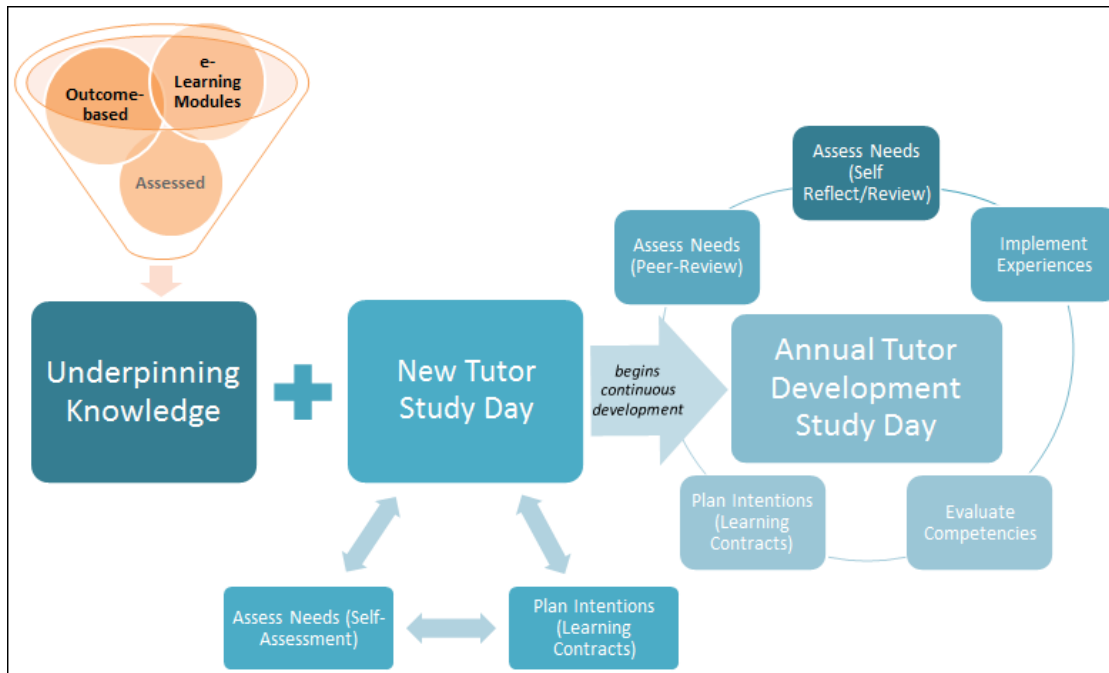 e-
Learning
Modules
Outcome-
based
Assessed
Underpinning
Knowledge
New Tutor
Study Day
Assess Needs (Self-
Assessment)
Plan Intentions
(Learning
Contracts)
begins
continuous
development
Annual Tutor
Development
Study Day
Assess Needs
(Self
Reflect/Review)
Implement
Experiences
Evaluate
Competencies
Plan Intentions
(Learning
Contracts)
Assess Needs
(Peer-Review)